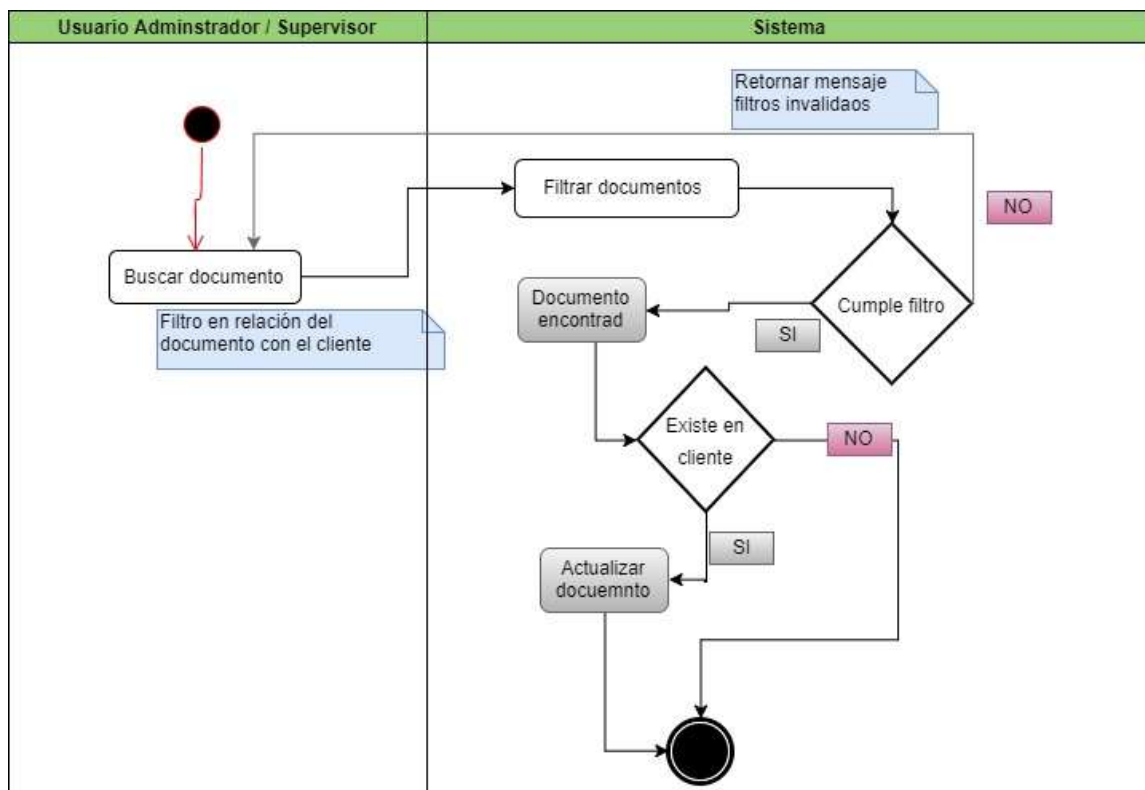 Usuario Adminstrador / Supervisor
Sistema
Retornar mensaje
filtros invalidaos
Filtrar documentos
NO
Buscar documento
Filtro en relación del
documento con el cliente
Documento
encontrad
Cumple filtro
SI
Existe en
cliente
NO
SI
Actualizar
docuemnto